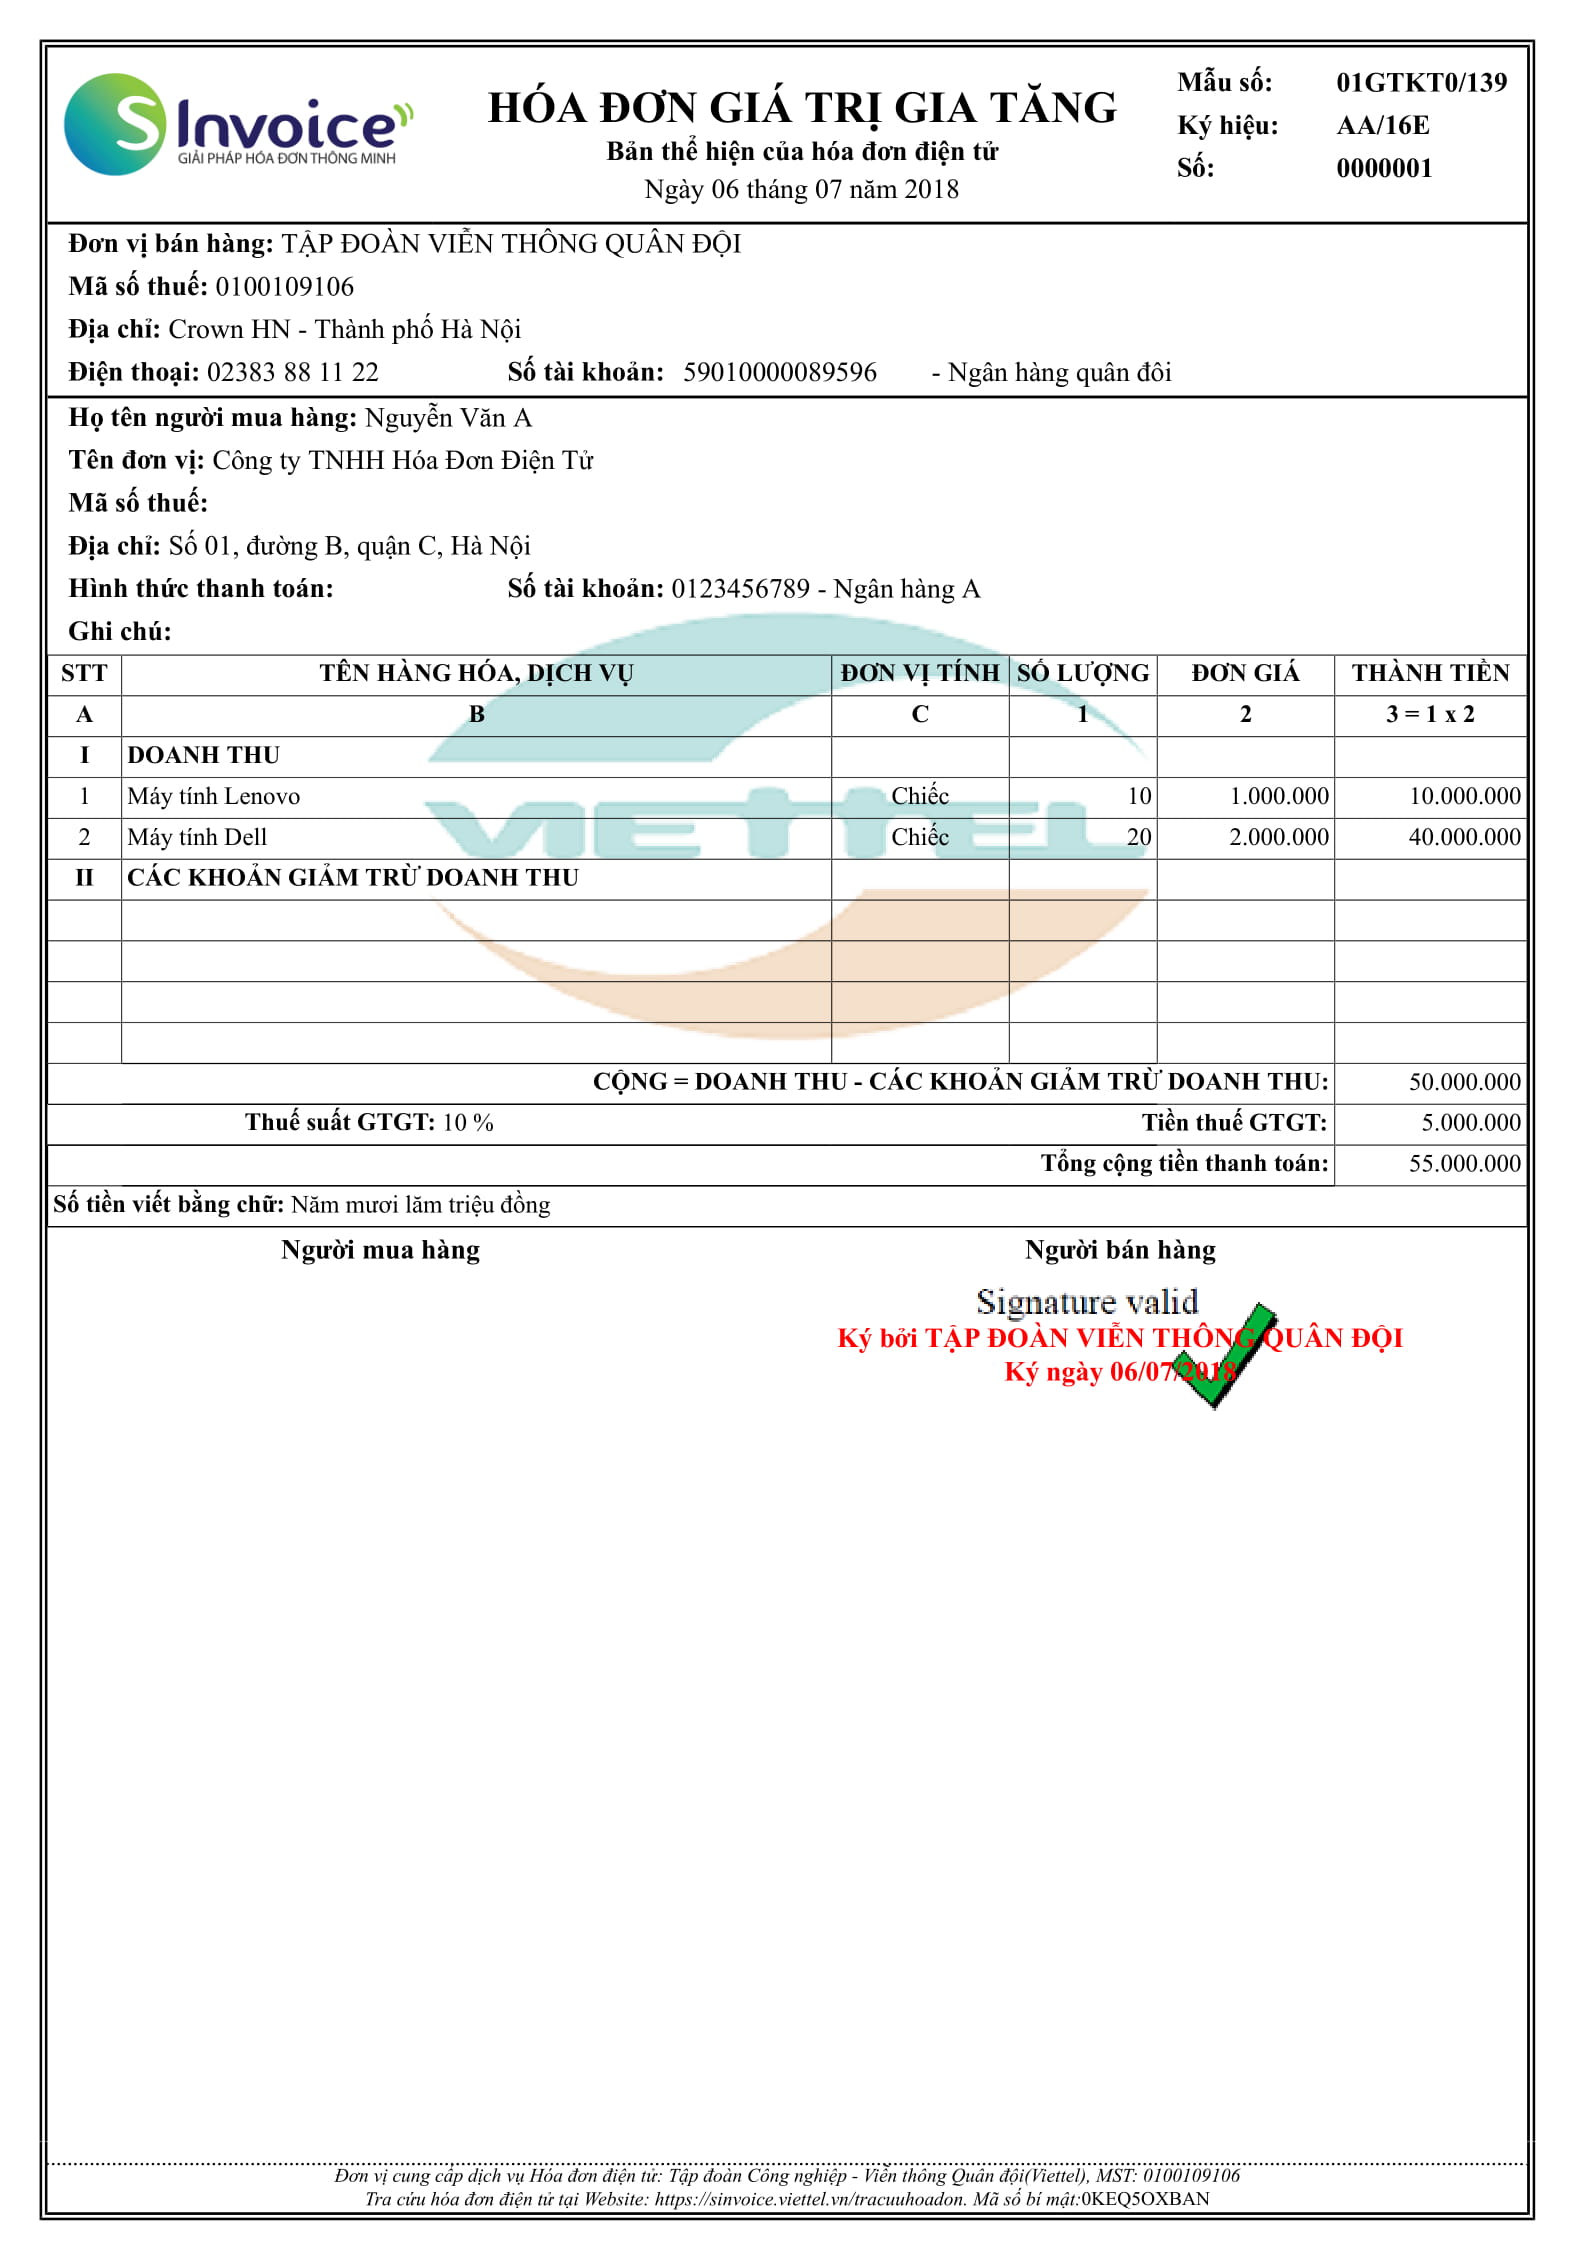 S Invoice
GIẢI PHÁP HÓA ĐƠN THÔNG MINH
HÓA ĐƠN GIÁ TRỊ GIA TĂNG
Bản thể hiện của hóa đơn điện tử
Ngày 06 tháng 07 năm 2018
Mẫu số: 01GTKT0/139
Ký hiệu: AA/16E
Số: 0000001
Đơn vị bán hàng: TẬP ĐOÀN VIỄN THÔNG QUÂN ĐỘI
Mã số thuế: 0100109106
Địa chỉ: Crown HN - Thành phố Hà Nội
Điện thoại: 02383 88 11 22 Số tài khoản: 59010000089596 - Ngân hàng quân đôi
Họ tên người mua hàng: Nguyễn Văn A
Tên đơn vị: Công ty TNHH Hóa Đơn Điện Tử
Mã số thuế:
Địa chỉ: Số 01, đường B, quận C, Hà Nội
Hình thức thanh toán: Số tài khoản: 0123456789 - Ngân hàng A
Ghi chú:
STT TÊN HÀNG HÓA, DỊCH VỤ ĐƠN VỊ TÍNH SỐ LƯỢNG ĐƠN GIÁ THÀNH TIỀN
A B C 1 2 3 = 1 x 2
I DOANH THU
1 Máy tính Lenovo Chiếc 10 1.000.000 10.000.000
2 Máy tính Dell Chiếc 20 2.000.000 40.000.000
VIETTEL
II CÁC KHOẢN GIẢM TRỪ DOANH THU
CỘNG = DOANH THU - CÁC KHOẢN GIẢM TRỪ DOANH THU: 50.000.000
Thuế suất GTGT: 10 % Tiền thuế GTGT: 5.000.000
Tổng cộng tiền thanh toán: 55.000.000
Số tiền viết bằng chữ: Năm mươi lăm triệu đồng
Người mua hàng Người bán hàng
Signature valid
Ký bởi TẬP ĐOÀN VIỄN THÔNG QUÂN ĐỘI
Ký ngày 06/07/2018
Đơn vị cung cấp dịch vụ Hóa đơn điện tử: Tập đoàn Công nghiệp - Viễn thông Quân đội(Viettel), MST: 0100109106
Tra cứu hóa đơn điện tử tại Website: https://sinvoice.viettel.vn/tracuuhoadon. Mã số bí mật:0KEQ5OXBAN